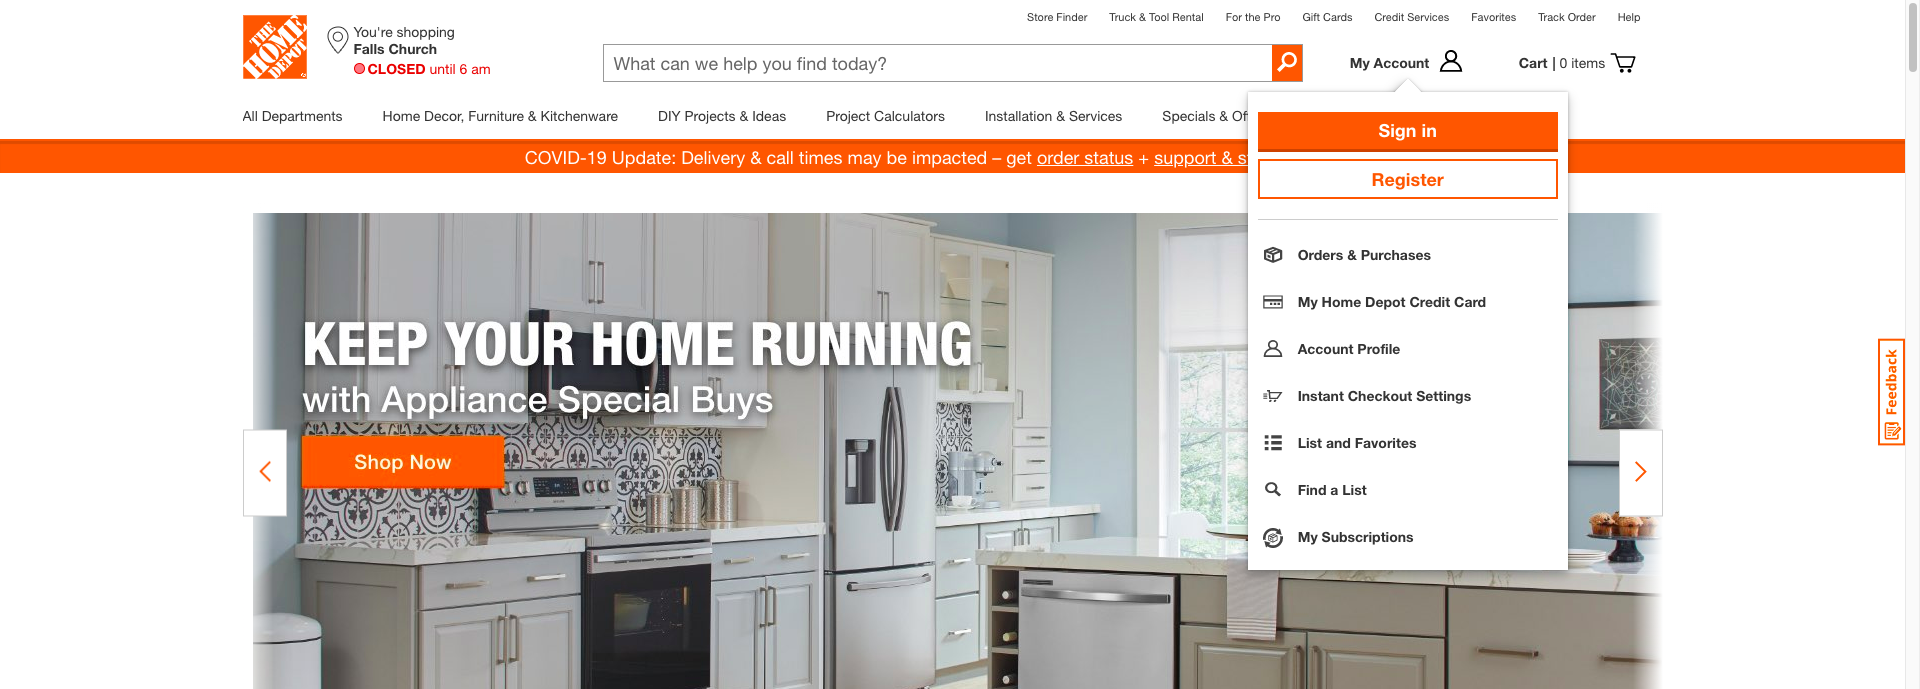 THE
HOME
DEPOT
You're shopping
Falls Church
CLOSED until 6 am
Store Finder
Truck & Tool Rental
For the Pro
Gift Cards
Credit Services
Favorites
Track Order
Help
What can we help you find today?
My Account
Cart | 0 items
All Departments
Home Decor, Furniture & Kitchenware
DIY Projects & Ideas
Project Calculators
Installation & Services
Specials &
COVID-19 Update: Delivery & call times may be impacted – get order status + support &
Sign in
Register
Orders & Purchases
My Home Depot Credit Card
Account Profile
Instant Checkout Settings
List and Favorites
Find a List
My Subscriptions
KEEP YOUR HOME RUNNING
with Appliance Special Buys
Shop Now
Feedback